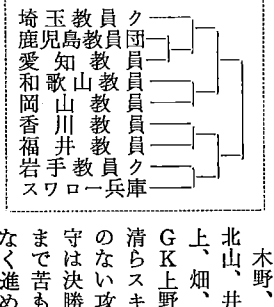 埼玉教員ク
鹿児島教員団
愛知教員
和歌山教員
岡山教員
香川教員
福井教員
岩手教員ク
スワロー兵庫
木野、
北山、井
上、畑、
GK上野
清らスキ
のない攻
守は決勝
まで苦も
なく進め